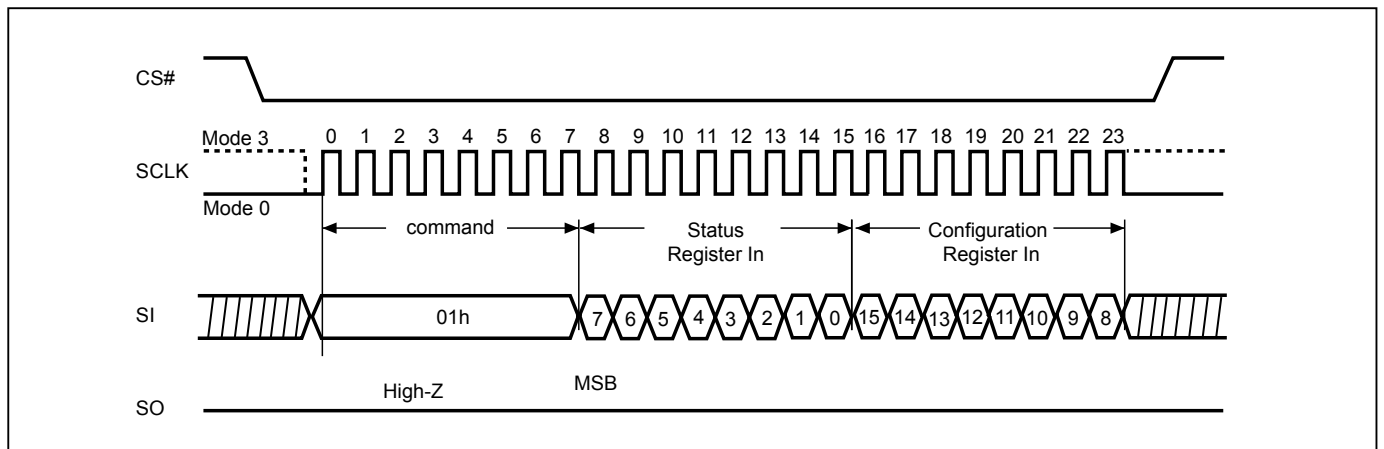 CS#
Mode 3
0 1 2 3 4 5 6 7 8 9 10 11 12 13 14 15 16 17 18 19 20 21 22 23
SCLK
Mode 0
command
Status
Register In
Configuration
Register In
SI
01h
7 6 5 4 3 2 1 0 15 14 13 12 11 10 9 8
High-Z
MSB
SO